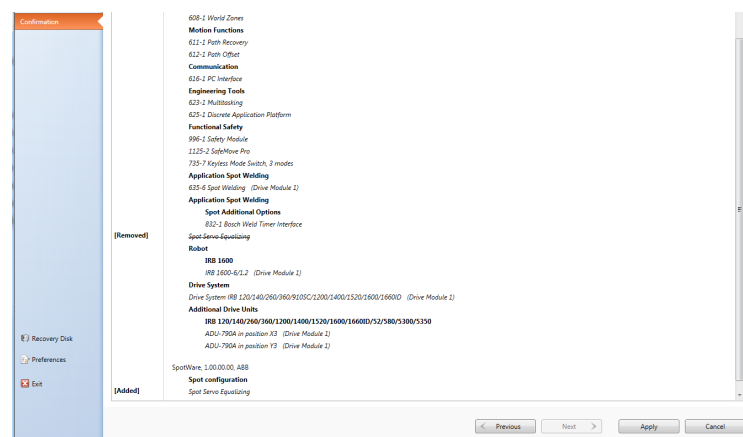 Confirmation
608-1 World Zones
Motion Functions
611-1 Path Recovery
612-1 Path Offset
Communication
616-1 PC Interface
Engineering Tools
623-1 Multitasking
625-1 Discrete Application Platform
Functional Safety
996-1 Safety Module
1125-2 SafeMove Pro
735-7 Keyless Mode Switch, 3 modes
Application Spot Welding
635-6 Spot Welding (Drive Module 1)
Application Spot Welding
Spot Additional Options
832-1 Bosch Weld Timer Interface
[Removed] Spot Servo Equalizing
Robot
IRB 1600
IRB 1600-6/1.2 (Drive Module 1)
Drive System
Drive System IRB 120/140/260/360/910SC/1200/1400/1520/1600/1660ID (Drive Module 1)
Additional Drive Units
IRB 120/140/260/360/1200/1400/1520/1600/1660ID/52/580/5300/5350
ADU-790A in position X3 (Drive Module 1)
ADU-790A in position Y3 (Drive Module 1)
SpotWare, 1.00.00.00, ABB
Spot configuration
[Added] Spot Servo Equalizing
Recovery Disk
Preferences
Exit
Previous Next Apply Cancel